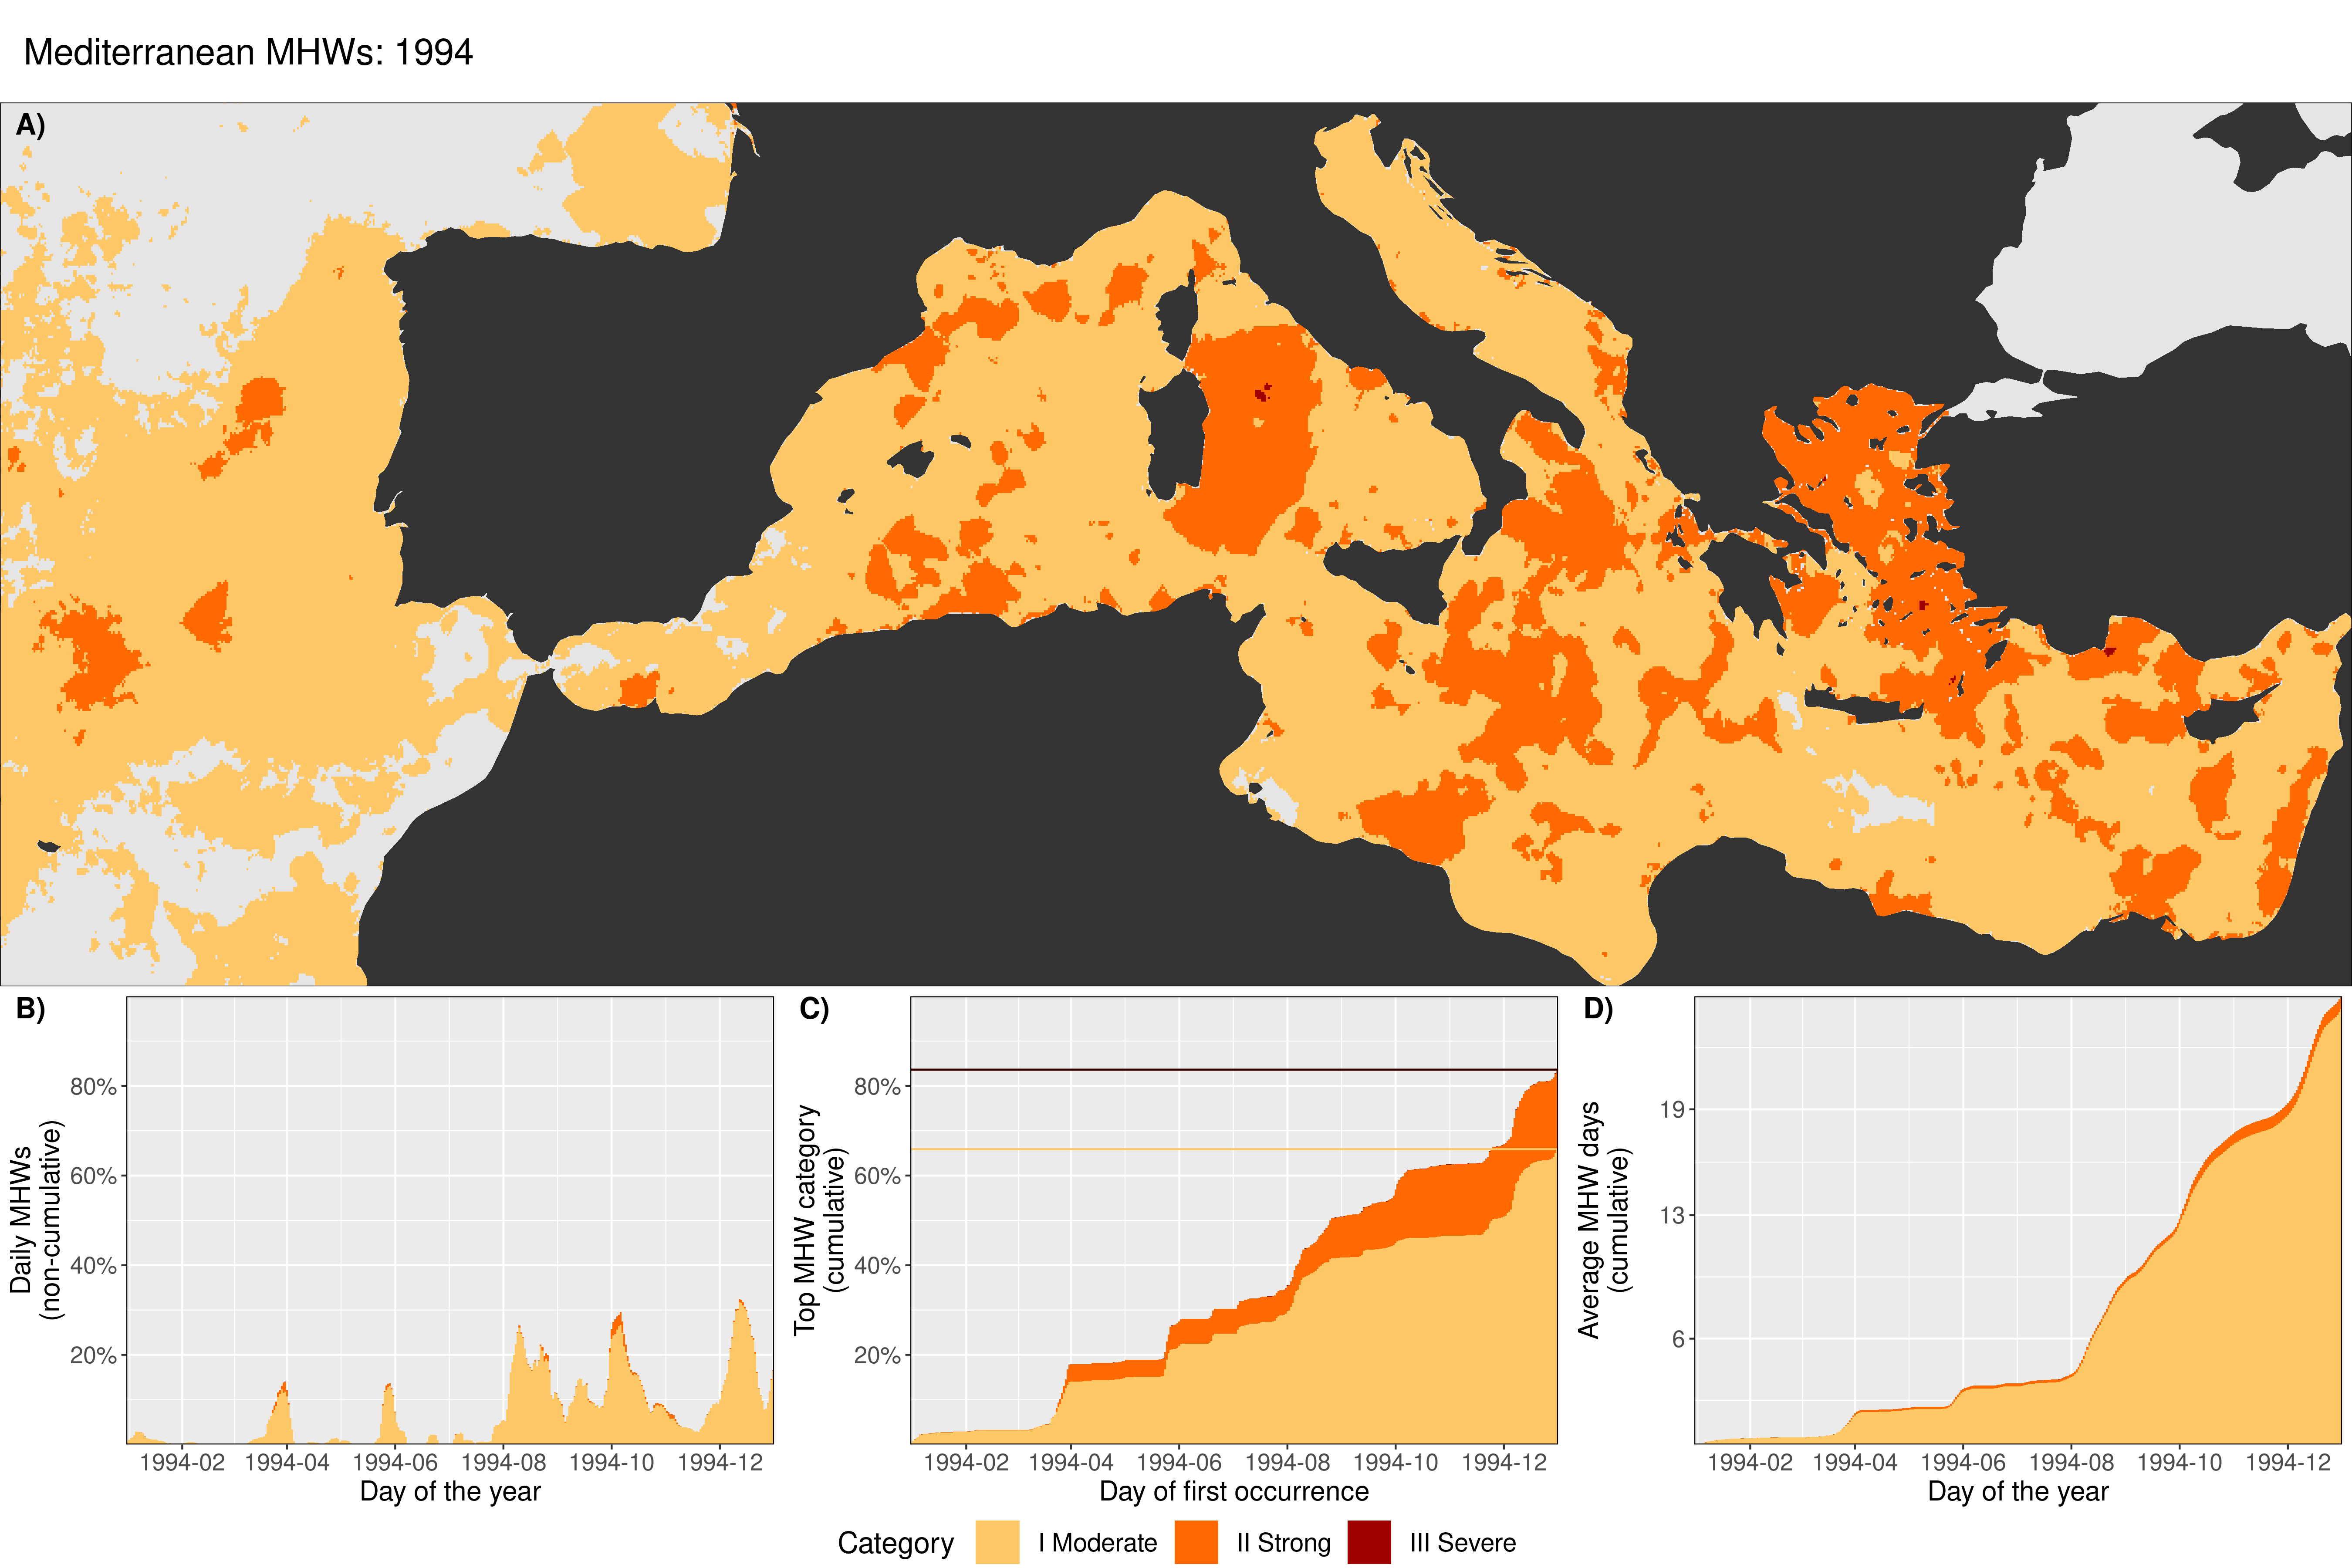 Mediterranean MHWs: 1994
A)
B)
Daily MHWs
(non-cumulative)
80%
60%
40%
20%
1994-02 1994-04 1994-06 1994-08 1994-10 1994-12
Day of the year
C)
Top MHW category
(cumulative)
80%
60%
40%
20%
1994-02 1994-04 1994-06 1994-08 1994-10 1994-12
Day of first occurrence
D)
Average MHW days
(cumulative)
19
13
6
1994-02 1994-04 1994-06 1994-08 1994-10 1994-12
Day of the year
Category I Moderate II Strong III Severe